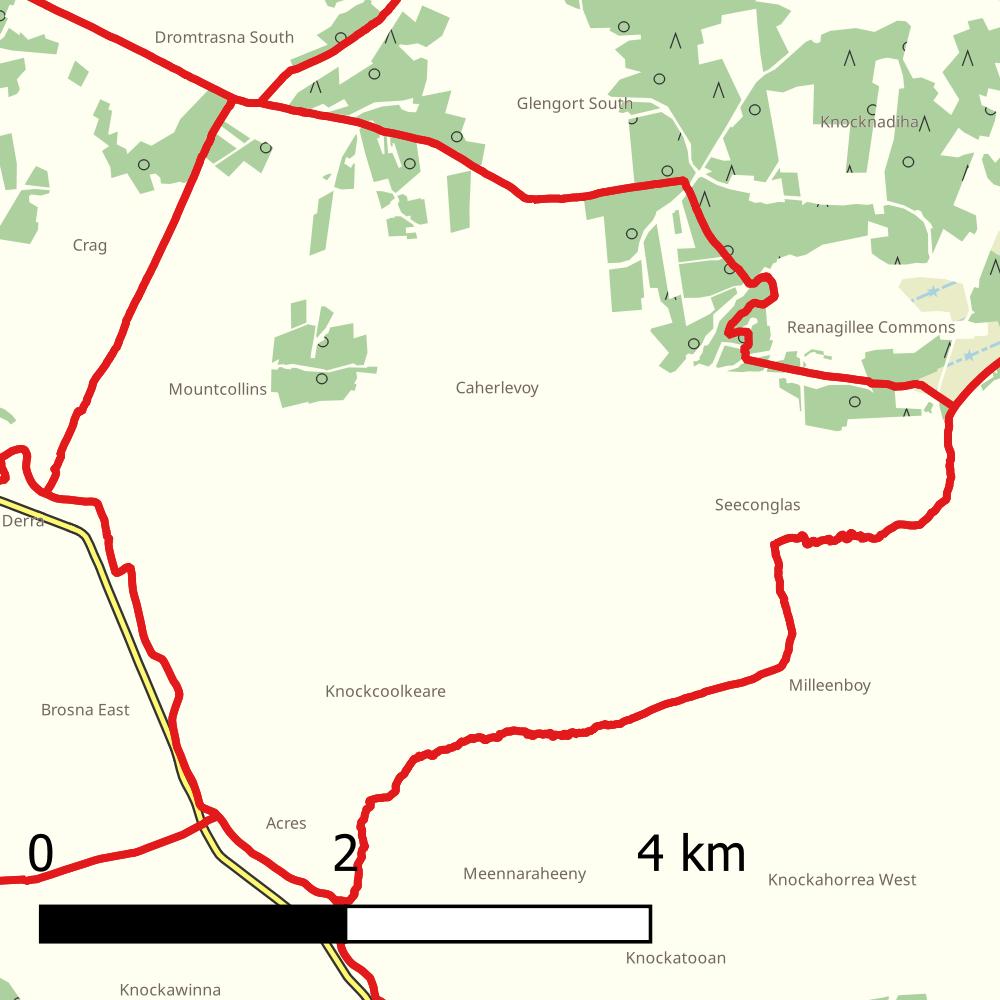 Dromtrasna South
Glengort South
Knocknadiha
Crag
Reanagillee Commons
Mountcollins
Caherlevoy
Seeconglas
Derra
Milleenboy
Knockcoolkeare
Brosna East
Acres
0 2 4 km
Meennaraheeny
Knockahorrea West
Knockatooan
Knockawinna